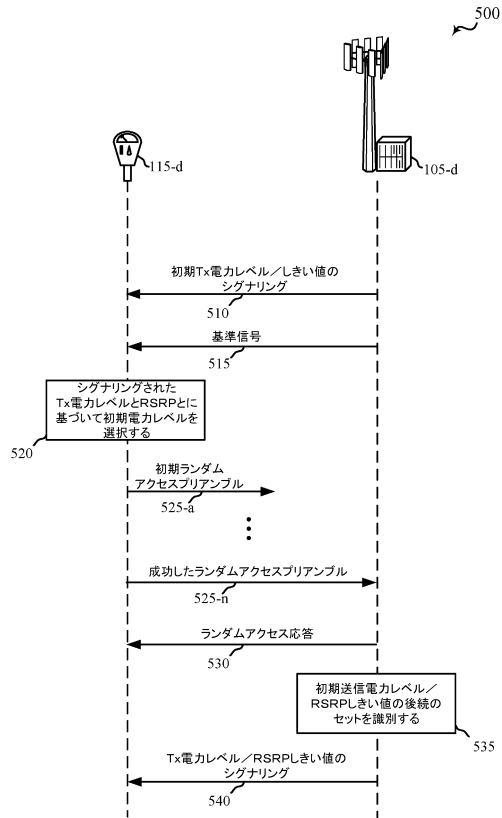 500
115-d
105-d
初期Tx電力レベル／しきい値の
シグナリング
510
基準信号
515
シグナリングされた
Tx電力レベルとRSRPとに
基づいて初期電力レベルを
選択する
520
初期ランダム
アクセスプリアンブル
525-a
成功したランダムアクセスプリアンブル
525-n
ランダムアクセス応答
530
初期送信電力レベル／
RSRPしきい値の後続の
セットを識別する
535
Tx電力レベル／RSRPしきい値の
シグナリング
540